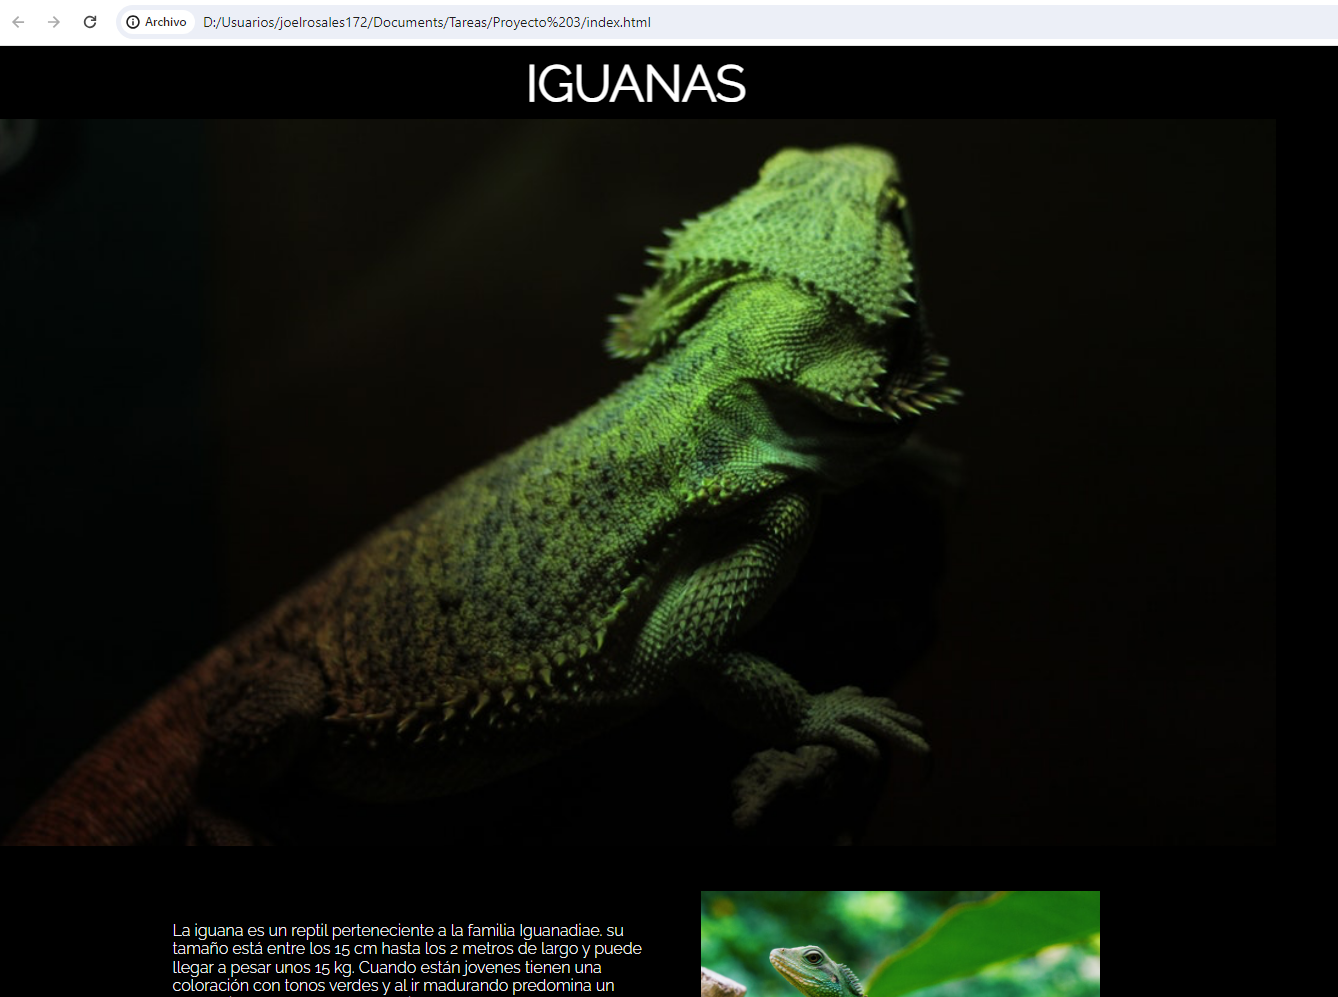 Archivo D:/Usuarios/joelrosales172/Documents/Tareas/Proyecto%203/index.html
IGUANAS
La iguana es un reptil perteneciente a la familia Iguanadiae. su
tamaño está entre los 15 cm hasta los 2 metros de largo y puede
llegar a pesar unos 15 kg. Cuando están jovenes tienen una
coloración con tonos verdes y al ir madurando predomina un